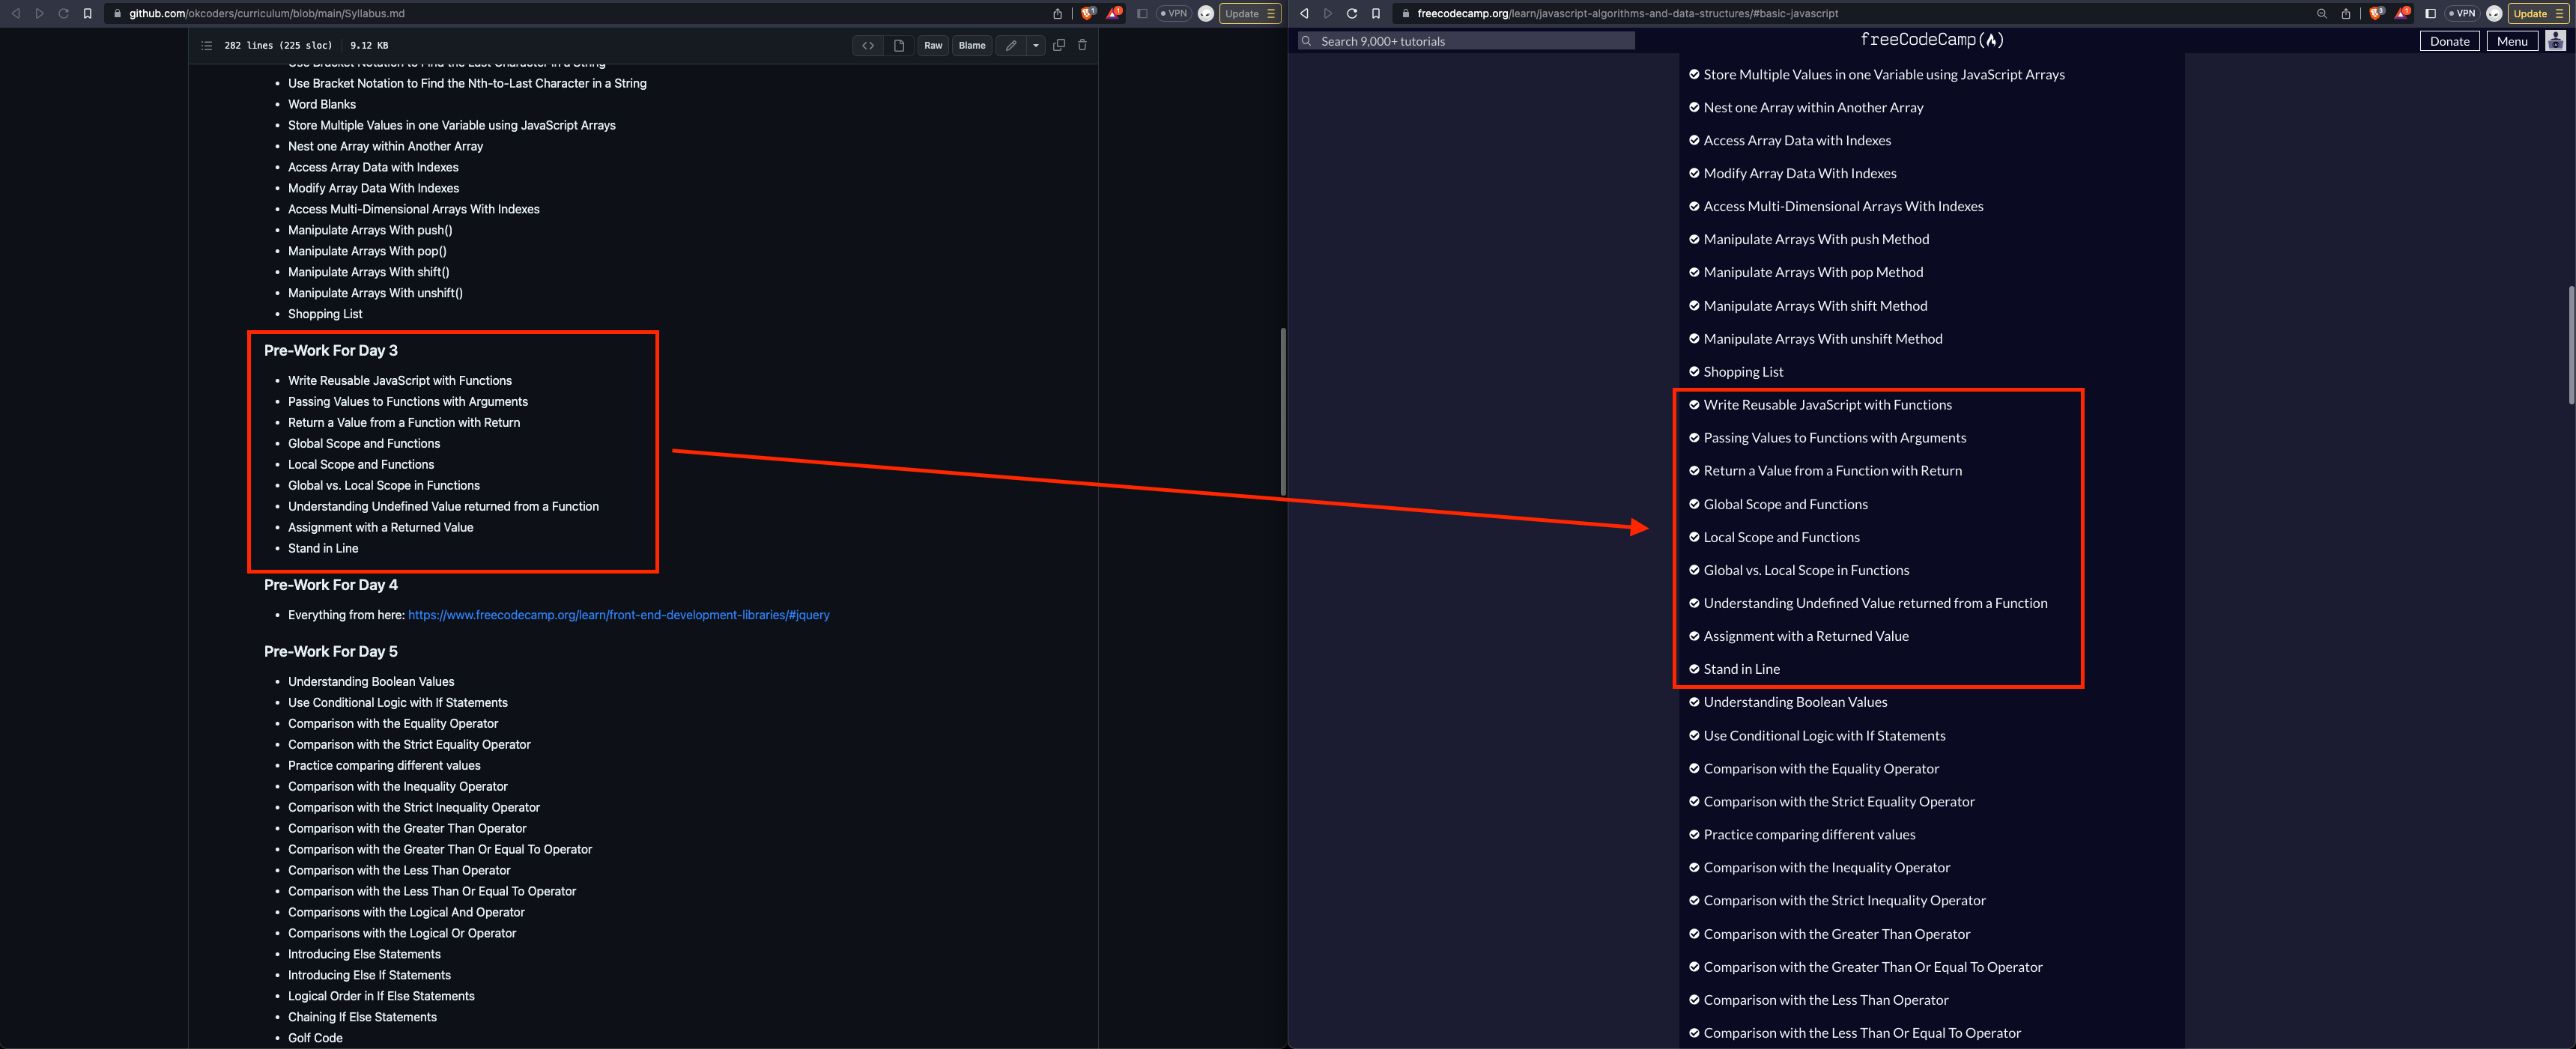 github.com/okcoders/curriculum/blob/main/Syllabus.md
VPN
Update
282 lines (225 sloc)
9.12 KB
Raw
Blame
Use Bracket Notation to Find the Last Character in a String
Use Bracket Notation to Find the Nth-to-Last Character in a String
Word Blanks
Store Multiple Values in one Variable using JavaScript Arrays
Nest one Array within Another Array
Access Array Data with Indexes
Modify Array Data With Indexes
Access Multi-Dimensional Arrays With Indexes
Manipulate Arrays With push()
Manipulate Arrays With pop()
Manipulate Arrays With shift()
Manipulate Arrays With unshift()
Shopping List
Pre-Work For Day 3
Write Reusable JavaScript with Functions
Passing Values to Functions with Arguments
Return a Value from a Function with Return
Global Scope and Functions
Local Scope and Functions
Global vs. Local Scope in Functions
Understanding Undefined Value returned from a Function
Assignment with a Returned Value
Stand in Line
Pre-Work For Day 4
Everything from here: https://www.freecodecamp.org/learn/front-end-development-libraries/#jquery
Pre-Work For Day 5
Understanding Boolean Values
Use Conditional Logic with If Statements
Comparison with the Equality Operator
Comparison with the Strict Equality Operator
Practice comparing different values
Comparison with the Inequality Operator
Comparison with the Strict Inequality Operator
Comparison with the Greater Than Operator
Comparison with the Greater Than Or Equal To Operator
Comparison with the Less Than Operator
Comparison with the Less Than Or Equal To Operator
Comparisons with the Logical And Operator
Comparisons with the Logical Or Operator
Introducing Else Statements
Introducing Else If Statements
Logical Order in If Else Statements
Chaining If Else Statements
Golf Code
freecodecamp.org/learn/javascript-algorithms-and-data-structures/#basic-javascript
VPN
Update
Search 9,000+ tutorials
freeCodeCamp
Donate
Menu
Store Multiple Values in one Variable using JavaScript Arrays
Nest one Array within Another Array
Access Array Data with Indexes
Modify Array Data With Indexes
Access Multi-Dimensional Arrays With Indexes
Manipulate Arrays With push Method
Manipulate Arrays With pop Method
Manipulate Arrays With shift Method
Manipulate Arrays With unshift Method
Shopping List
Write Reusable JavaScript with Functions
Passing Values to Functions with Arguments
Return a Value from a Function with Return
Global Scope and Functions
Local Scope and Functions
Global vs. Local Scope in Functions
Understanding Undefined Value returned from a Function
Assignment with a Returned Value
Stand in Line
Understanding Boolean Values
Use Conditional Logic with If Statements
Comparison with the Equality Operator
Comparison with the Strict Equality Operator
Practice comparing different values
Comparison with the Inequality Operator
Comparison with the Strict Inequality Operator
Comparison with the Greater Than Operator
Comparison with the Greater Than Or Equal To Operator
Comparison with the Less Than Operator
Comparison with the Less Than Or Equal To Operator